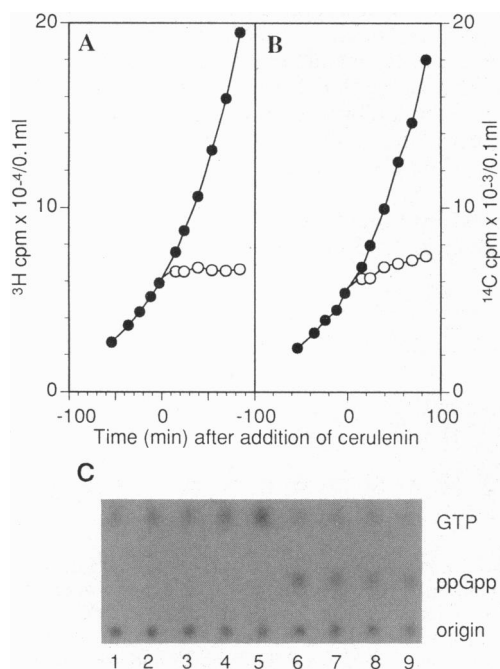 20
A
B
20
³H cpm x 10-4/0.1ml
10
10
¹⁴C cpm x 10-3/0.1ml
0
0
-100 0 -100 0 100
Time (min) after addition of cerulenin
C
GTP
ppGpp
origin
1 2 3 4 5 6 7 8 9